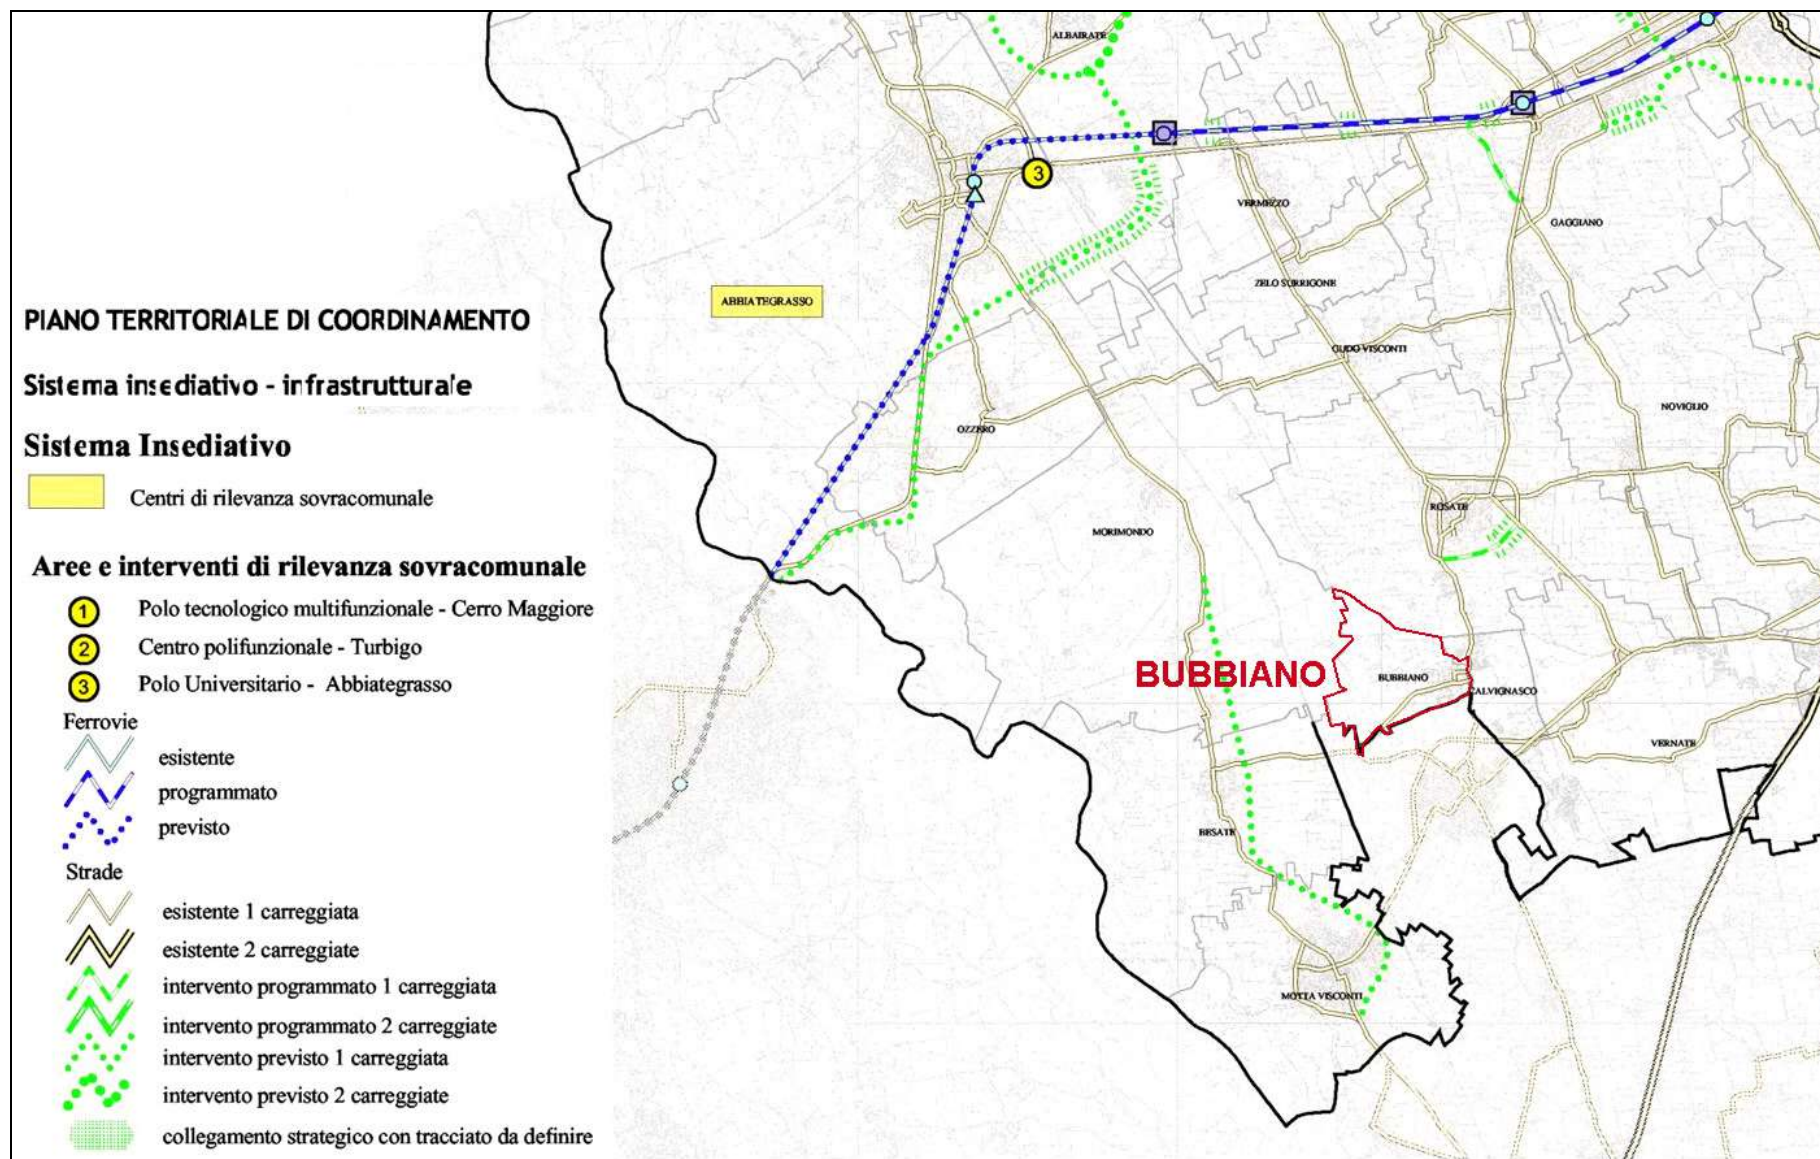 PIANO TERRITORIALE DI COORDINAMENTO
Sistema insediativo - infrastrutturale
Sistema Insediativo
Centri di rilevanza sovracomunale
Aree e interventi di rilevanza sovracomunale
1 Polo tecnologico multifunzionale - Cerro Maggiore
2 Centro polifunzionale - Turbigo
3 Polo Universitario - Abbiategrasso
Ferrovie
esistente
programmato
previsto
Strade
esistente 1 carreggiata
esistente 2 carreggiate
intervento programmato 1 carreggiata
intervento programmato 2 carreggiate
intervento previsto 1 carreggiata
intervento previsto 2 carreggiate
collegamento strategico con tracciato da definire
ALBAIRATE
3
VERMEZZO
GAGGIANO
ZELO SURRIGONE
ABBIATEGRASSO
GUDO VISCONTI
NOVIGLIO
OZZERO
ROSATE
MORIMONDO
BUBBIANO
BUBBIANO
CALVIGNASCO
VERNATE
BESATE
MOTTA VISCONTI